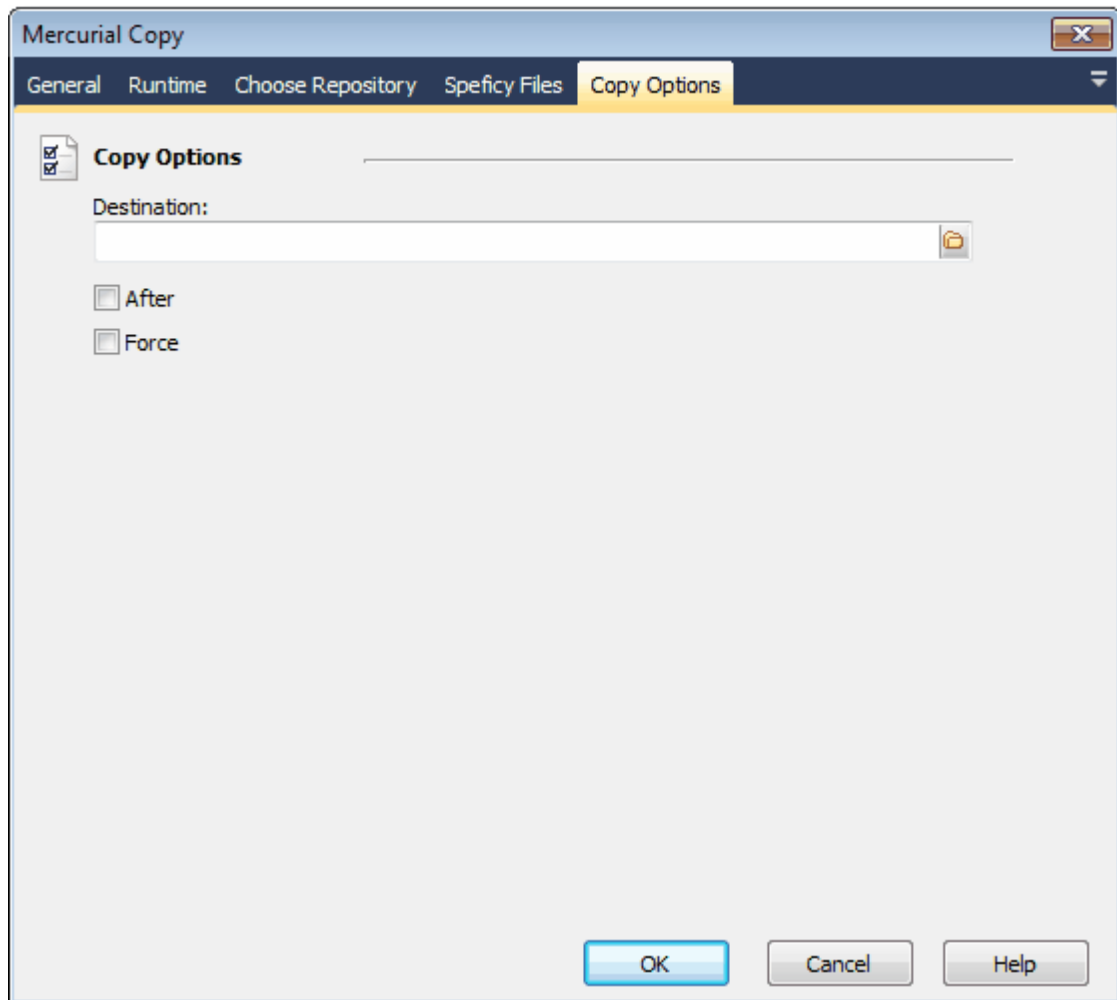 Mercurial Copy
General Runtime Choose Repository Speficy Files Copy Options
Copy Options
Destination:
After
Force
OK Cancel Help